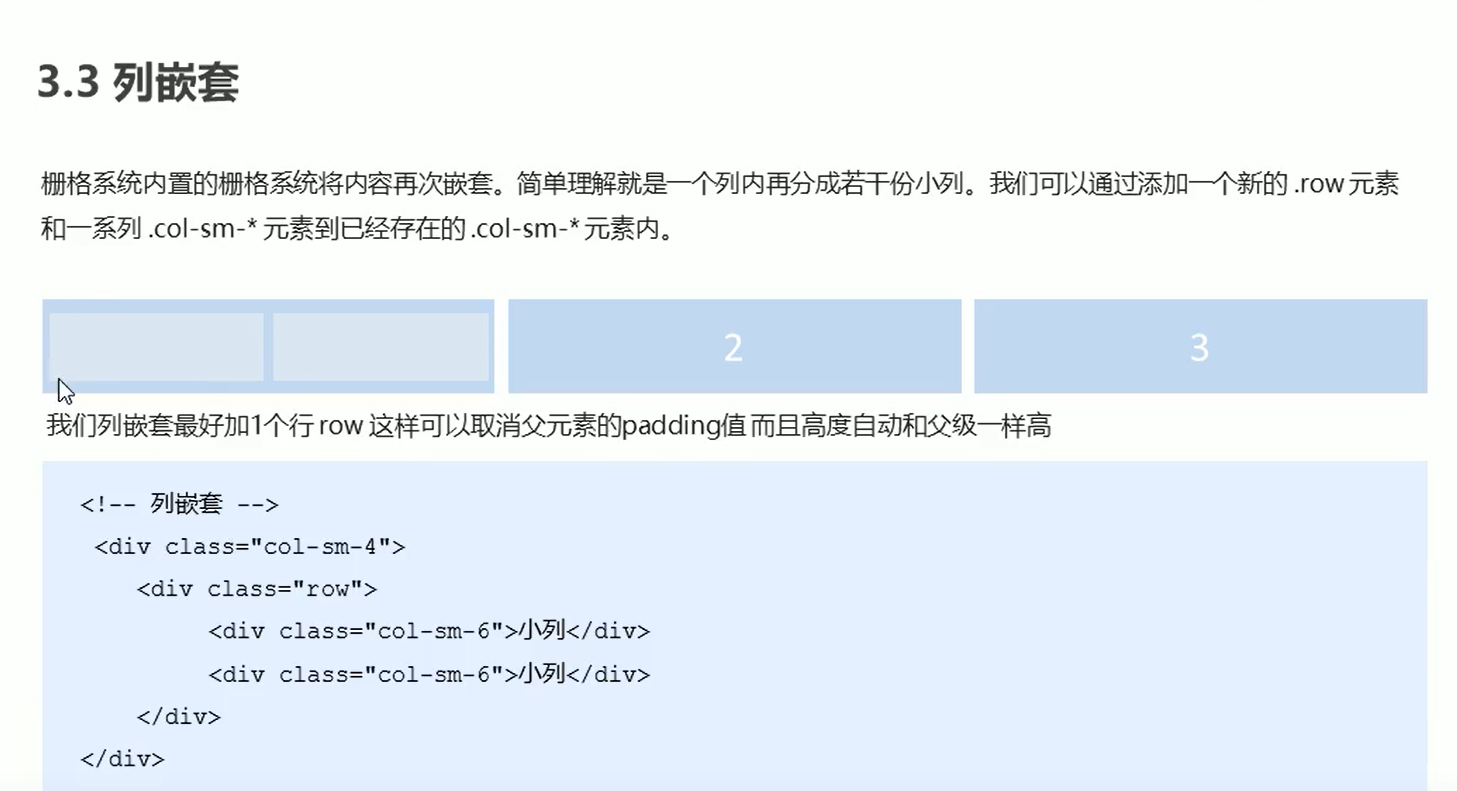 3.3 列嵌套
栅格系统内置的栅格系统将内容再次嵌套。简单理解就是一个列内再分成若干份小列。我们可以通过添加一个新的 .row 元素
和一系列 .col-sm-* 元素到已经存在的 .col-sm-* 元素内。
2
3
我们列嵌套最好加1个行 row 这样可以取消父元素的padding值 而且高度自动和父级一样高
<!-- 列嵌套 -->
<div class="col-sm-4">
<div class="row">
<div class="col-sm-6">小列</div>
<div class="col-sm-6">小列</div>
</div>
</div>